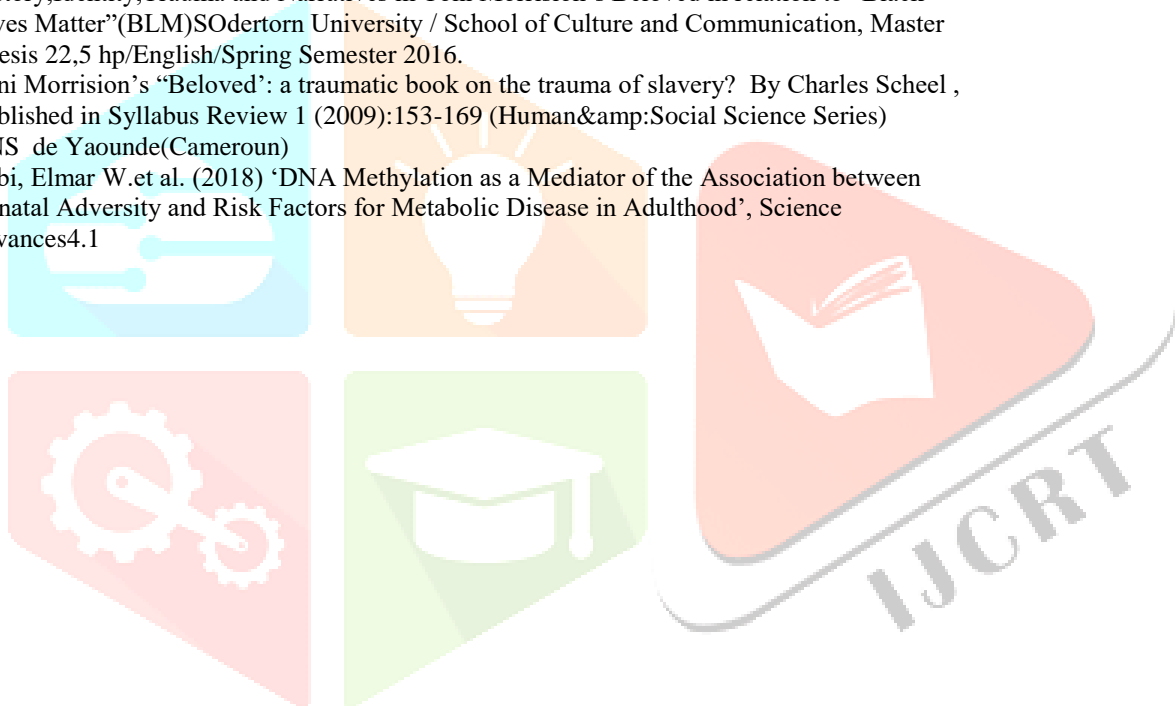 ves Matter”(BLM)SOdertorn University / School of Culture and Communication, Master
esis 22,5 hp/English/Spring Semester 2016.
ni Morrision’s “Beloved’: a traumatic book on the trauma of slavery?  By Charles Scheel ,
blished in Syllabus Review 1 (2009):153-169 (Human&amp:Social Science Series)
NS  de Yaounde(Cameroun)
bi, Elmar W.et al. (2018) ‘DNA Methylation as a Mediator of the Association between
natal Adversity and Risk Factors for Metabolic Disease in Adulthood’, Science
vances4.1
IJCRT